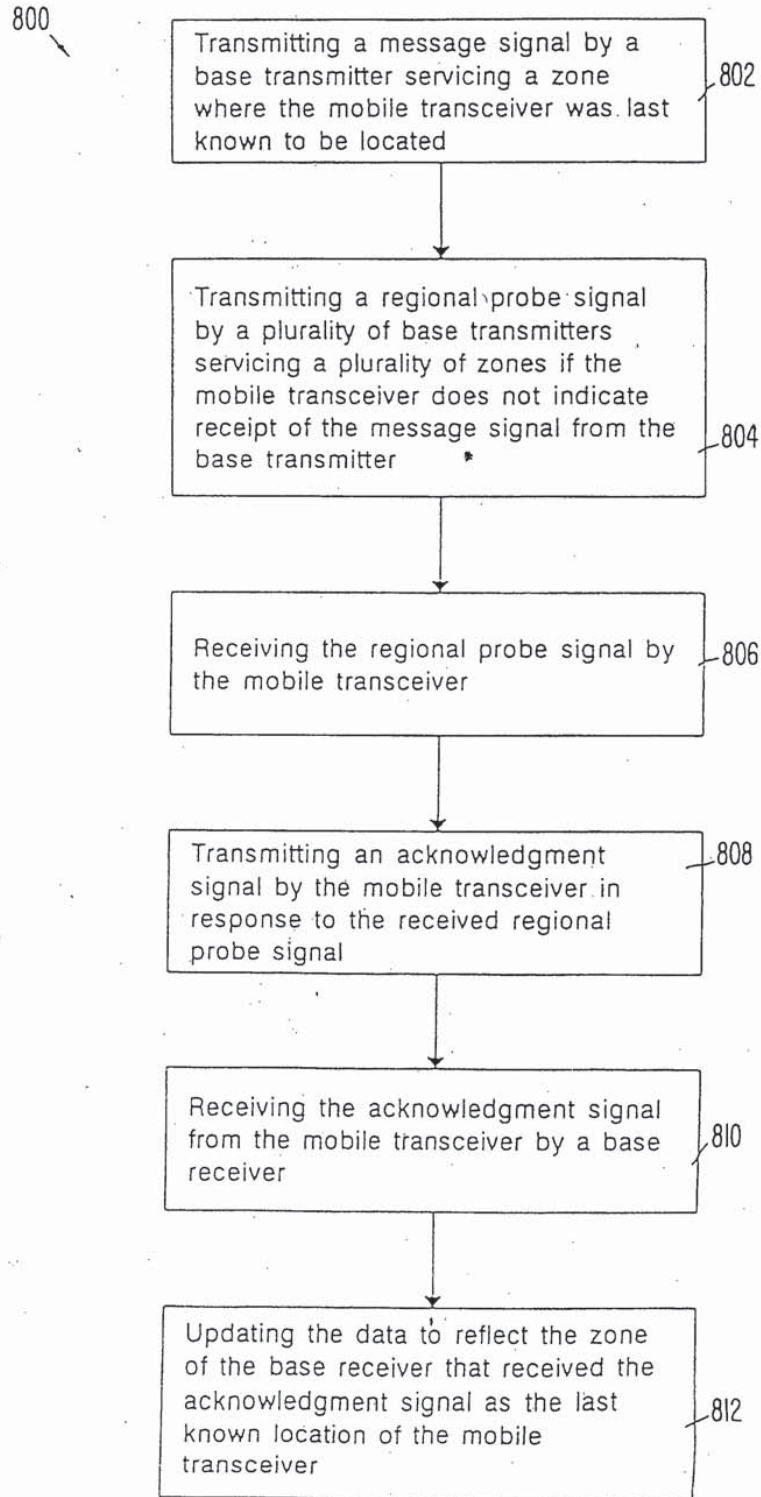 800
Transmitting a message signal by a
base transmitter servicing a zone
where the mobile transceiver was last
known to be located
802
Transmitting a regional probe signal
by a plurality of base transmitters
servicing a plurality of zones if the
mobile transceiver does not indicate
receipt of the message signal from the
base transmitter
804
Receiving the regional probe signal by
the mobile transceiver
806
Transmitting an acknowledgment
signal by the mobile transceiver in
response to the received regional
probe signal
808
Receiving the acknowledgment signal
from the mobile transceiver by a base
receiver
810
Updating the data to reflect the zone
of the base receiver that received the
acknowledgment signal as the last
known location of the mobile
transceiver
812